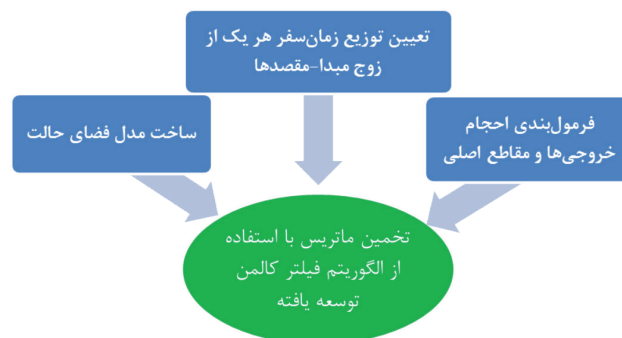 تعیین توزیع زمان‌سفر هر یک از
زوج مبدا-مقصدها
فرمول‌بندی احجام
خروجی‌ها و مقاطع اصلی
ساخت مدل فضای حالت
تخمین ماتریس با استفاده
از الگوریتم فیلتر کالمن
توسعه یافته